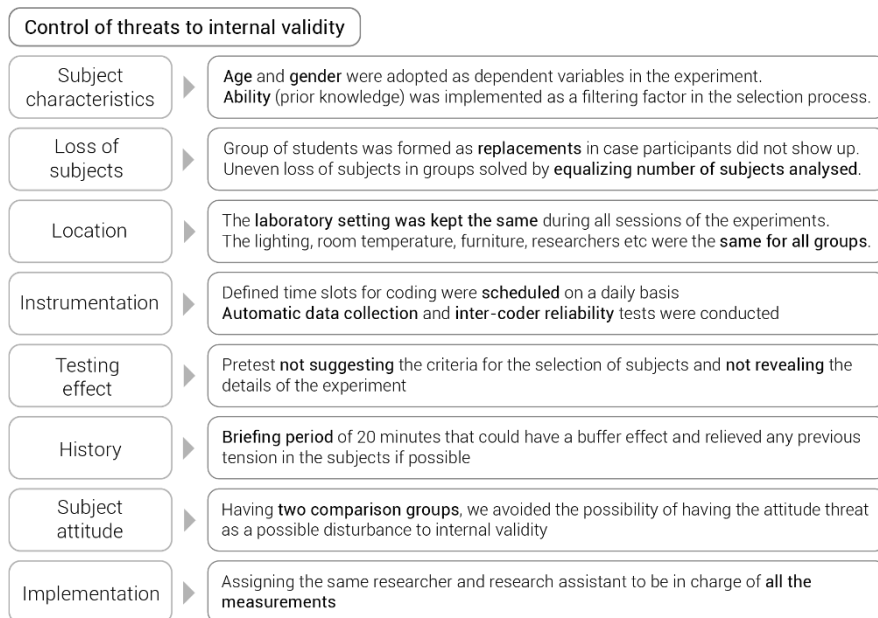 Control of threats to internal validity
Subject
characteristics
Age and gender were adopted as dependent variables in the experiment.
Ability (prior knowledge) was implemented as a filtering factor in the selection process.
Loss of
subjects
Group of students was formed as replacements in case participants did not show up.
Uneven loss of subjects in groups solved by equalizing number of subjects analysed.
Location
The laboratory setting was kept the same during all sessions of the experiments.
The lighting, room temperature, furniture, researchers etc were the same for all groups.
Instrumentation
Defined time slots for coding were scheduled on a daily basis
Automatic data collection and inter-coder reliability tests were conducted
Testing
effect
Pretest not suggesting the criteria for the selection of subjects and not revealing the
details of the experiment
History
Briefing period of 20 minutes that could have a buffer effect and relieved any previous
tension in the subjects if possible
Subject
attitude
Having two comparison groups, we avoided the possibility of having the attitude threat
as a possible disturbance to internal validity
Implementation
Assigning the same researcher and research assistant to be in charge of all the
measurements